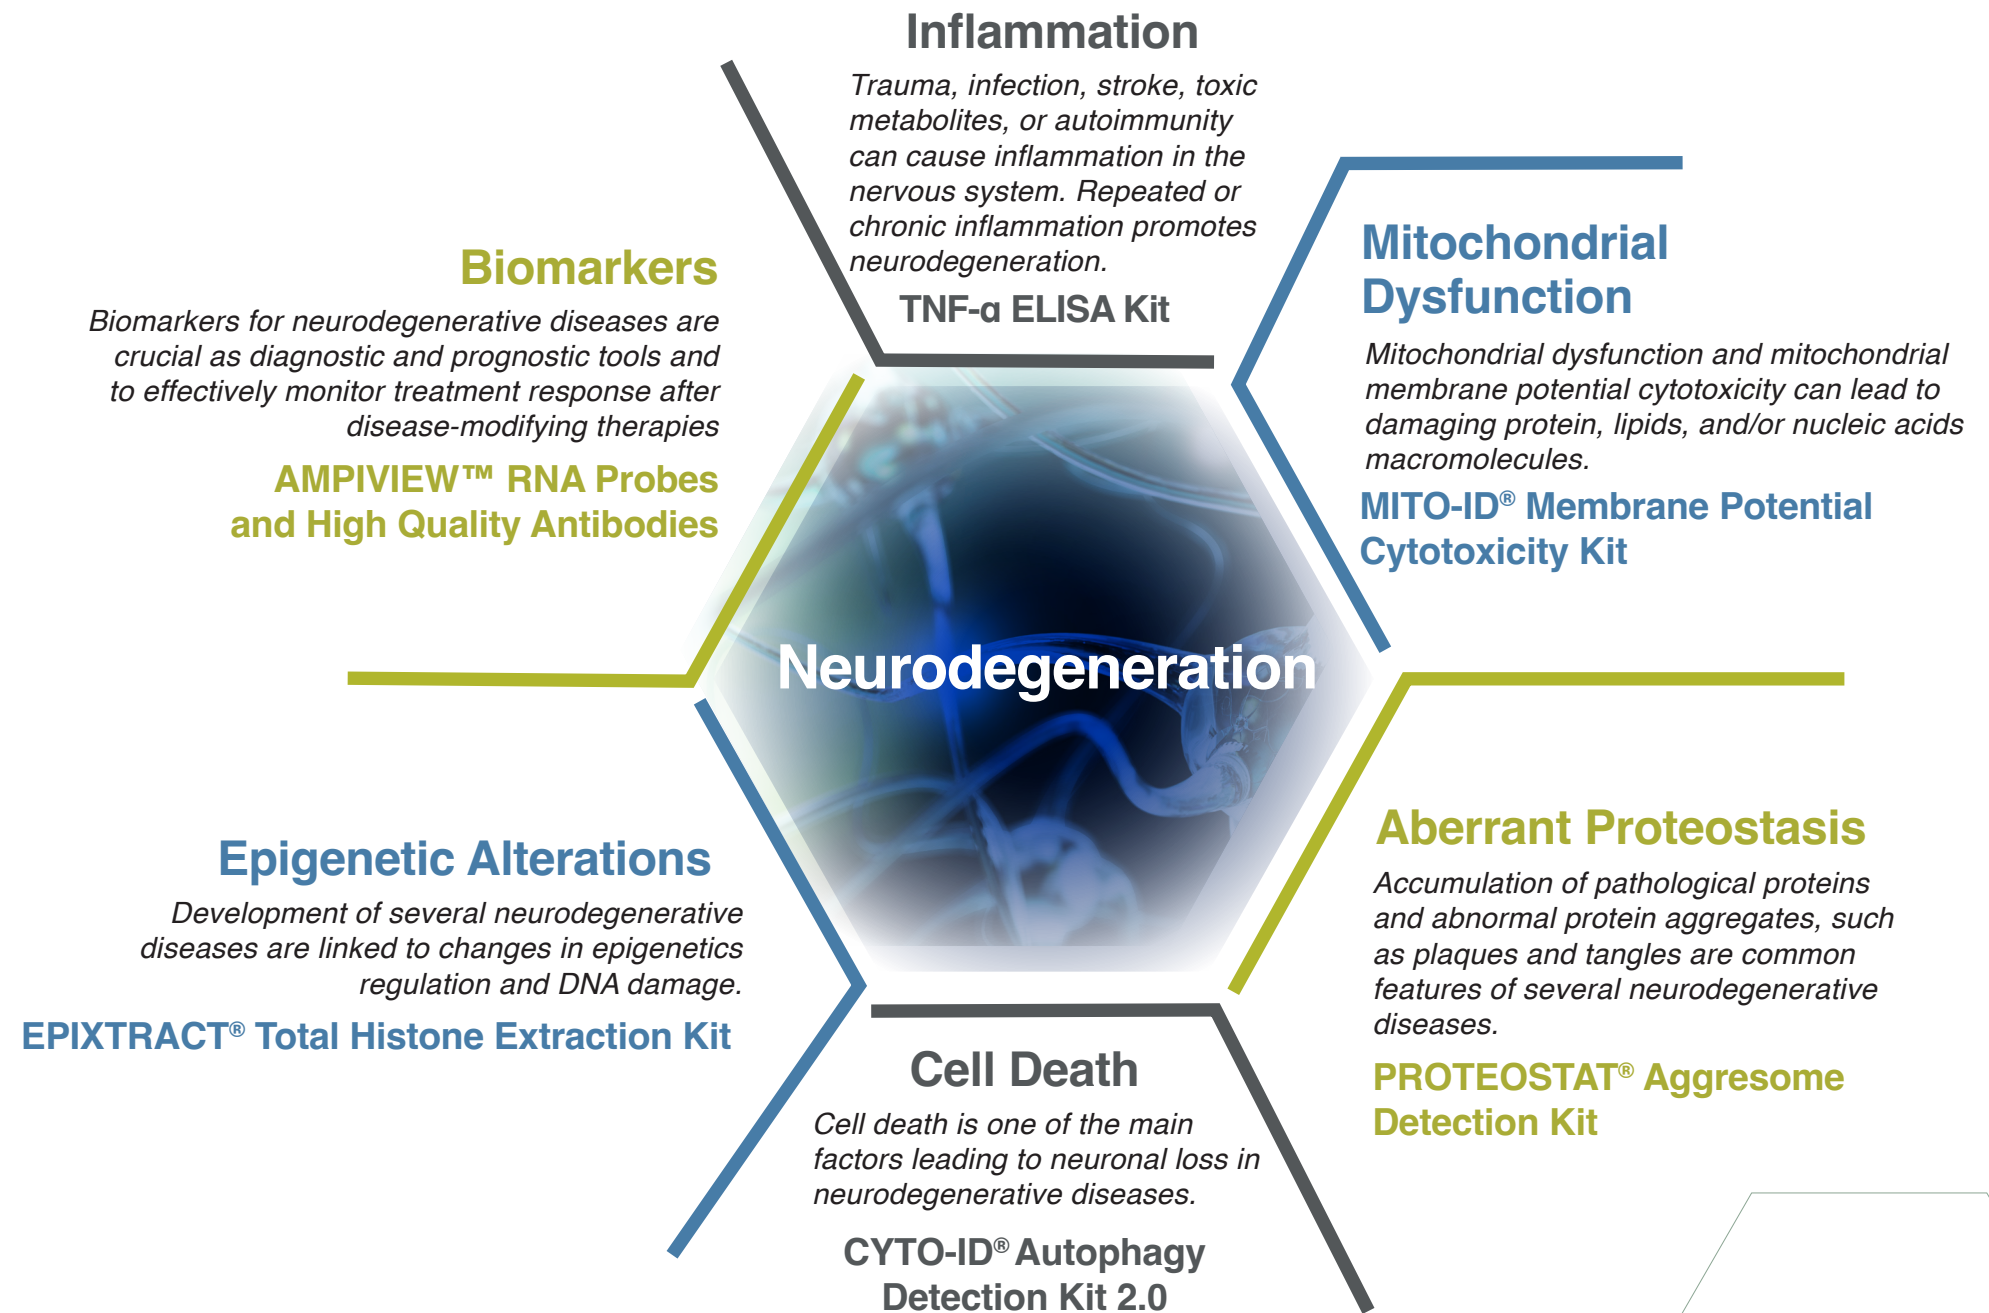 Inflammation
Trauma, infection, stroke, toxic
metabolites, or autoimmunity
can cause inflammation in the
nervous system. Repeated or
chronic inflammation promotes
neurodegeneration.
TNF-α ELISA Kit
Mitochondrial
Dysfunction
Mitochondrial dysfunction and mitochondrial
membrane potential cytotoxicity can lead to
damaging protein, lipids, and/or nucleic acids
macromolecules.
MITO-ID® Membrane Potential
Cytotoxicity Kit
Biomarkers
Biomarkers for neurodegenerative diseases are
crucial as diagnostic and prognostic tools and
to effectively monitor treatment response after
disease-modifying therapies
AMPIVIEW™ RNA Probes
and High Quality Antibodies
Neurodegeneration
Aberrant Proteostasis
Accumulation of pathological proteins
and abnormal protein aggregates, such
as plaques and tangles are common
features of several neurodegenerative
diseases.
PROTEOSTAT® Aggresome
Detection Kit
Epigenetic Alterations
Development of several neurodegenerative
diseases are linked to changes in epigenetics
regulation and DNA damage.
EPIXTRACT® Total Histone Extraction Kit
Cell Death
Cell death is one of the main
factors leading to neuronal loss in
neurodegenerative diseases.
CYTO-ID® Autophagy
Detection Kit 2.0